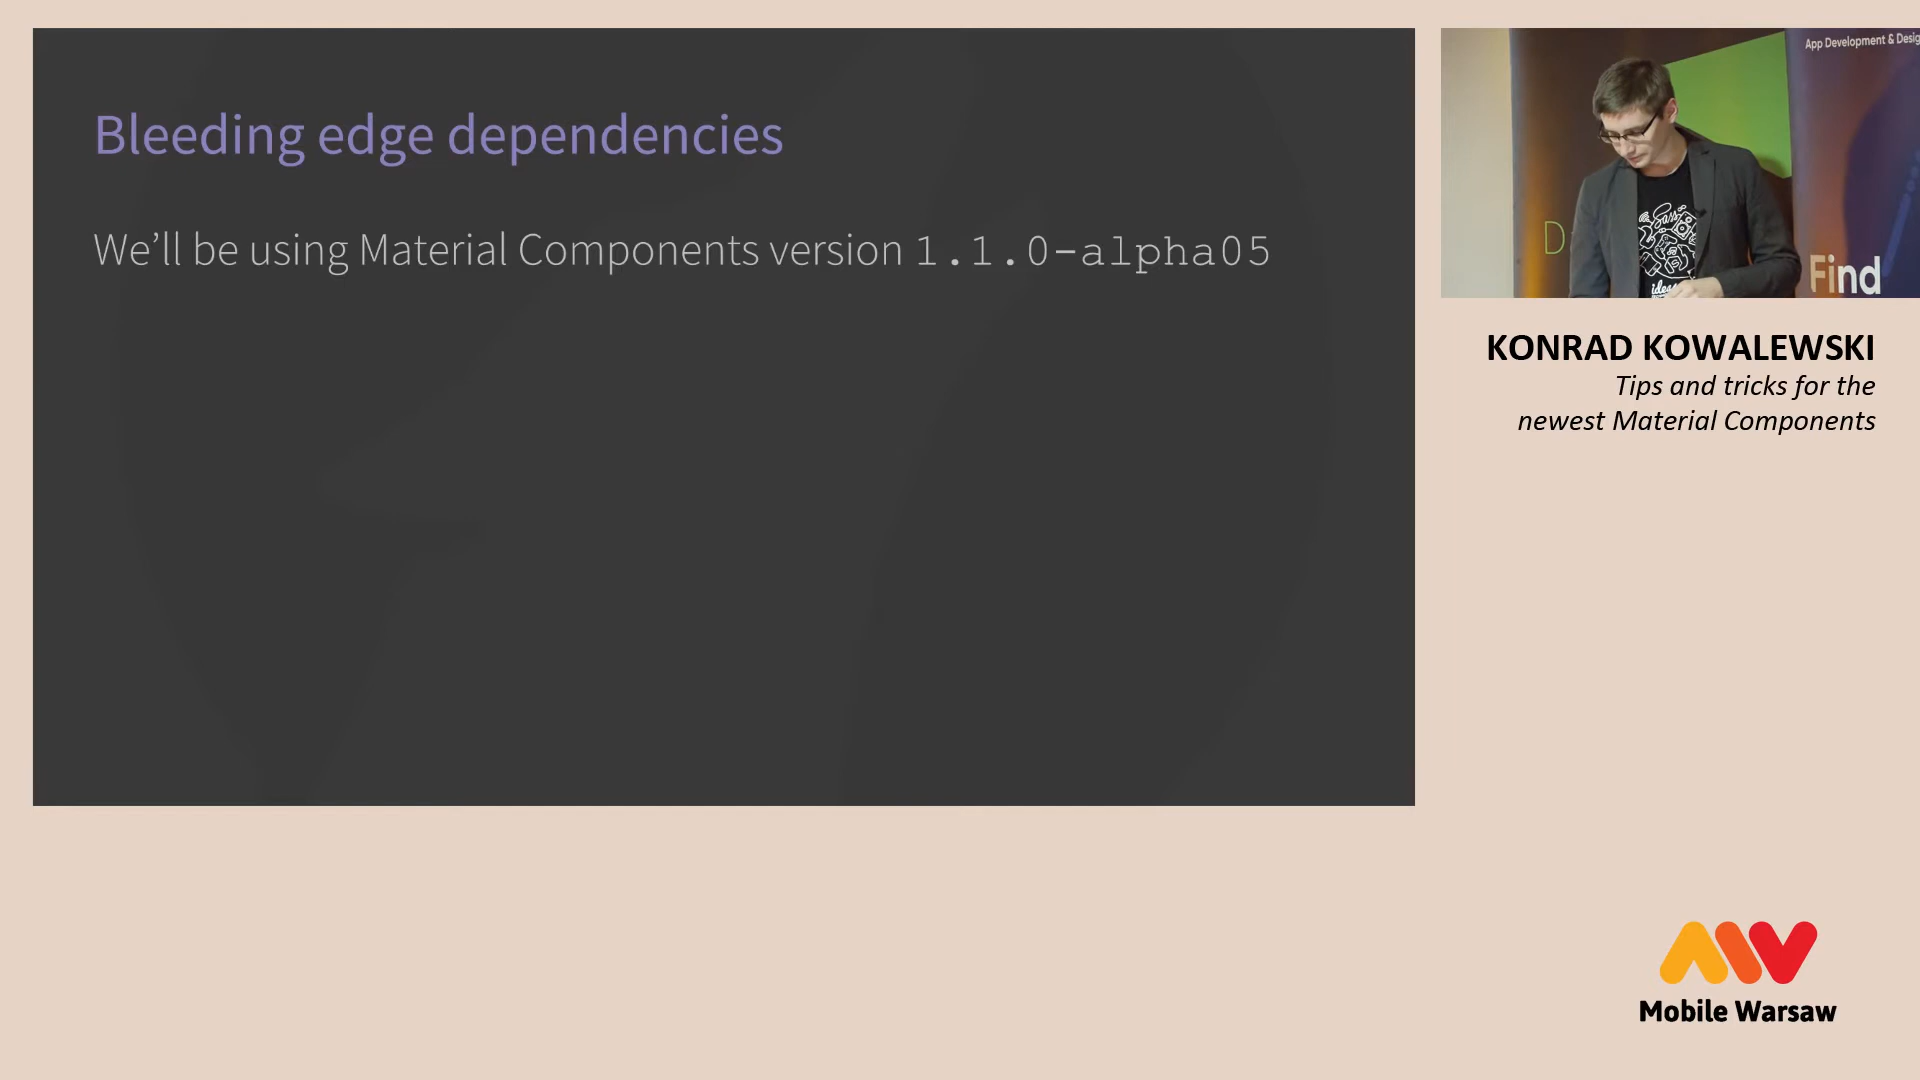 Bleeding edge dependencies
We’ll be using Material Components version 1.1.0-alpha05
App Development &
D
Find
KONRAD KOWALEWSKI
Tips and tricks for the
newest Material Components
Mobile Warsaw